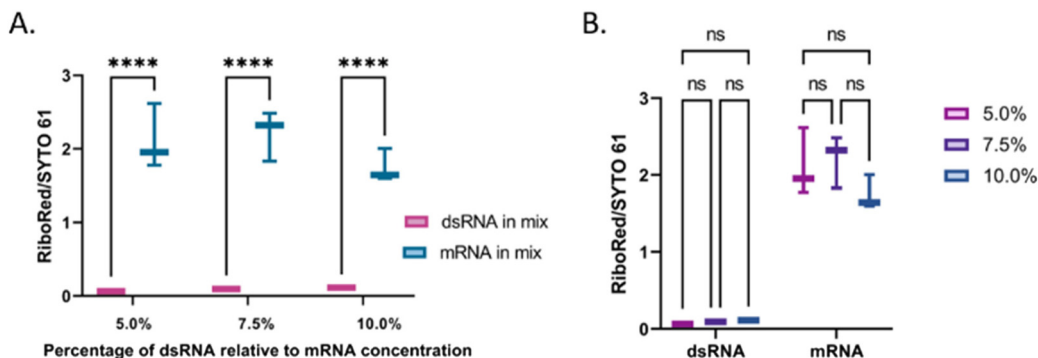 A.
B.
**** **** ****
ns
ns
ns ns
ns ns
3
2
1
0
RiboRed/SYTO 61
dsRNA in mix
mRNA in mix
5.0% 7.5% 10.0%
Percentage of dsRNA relative to mRNA concentration
3
2
1
0
RiboRed/SYTO 61
dsRNA mRNA
5.0%
7.5%
10.0%